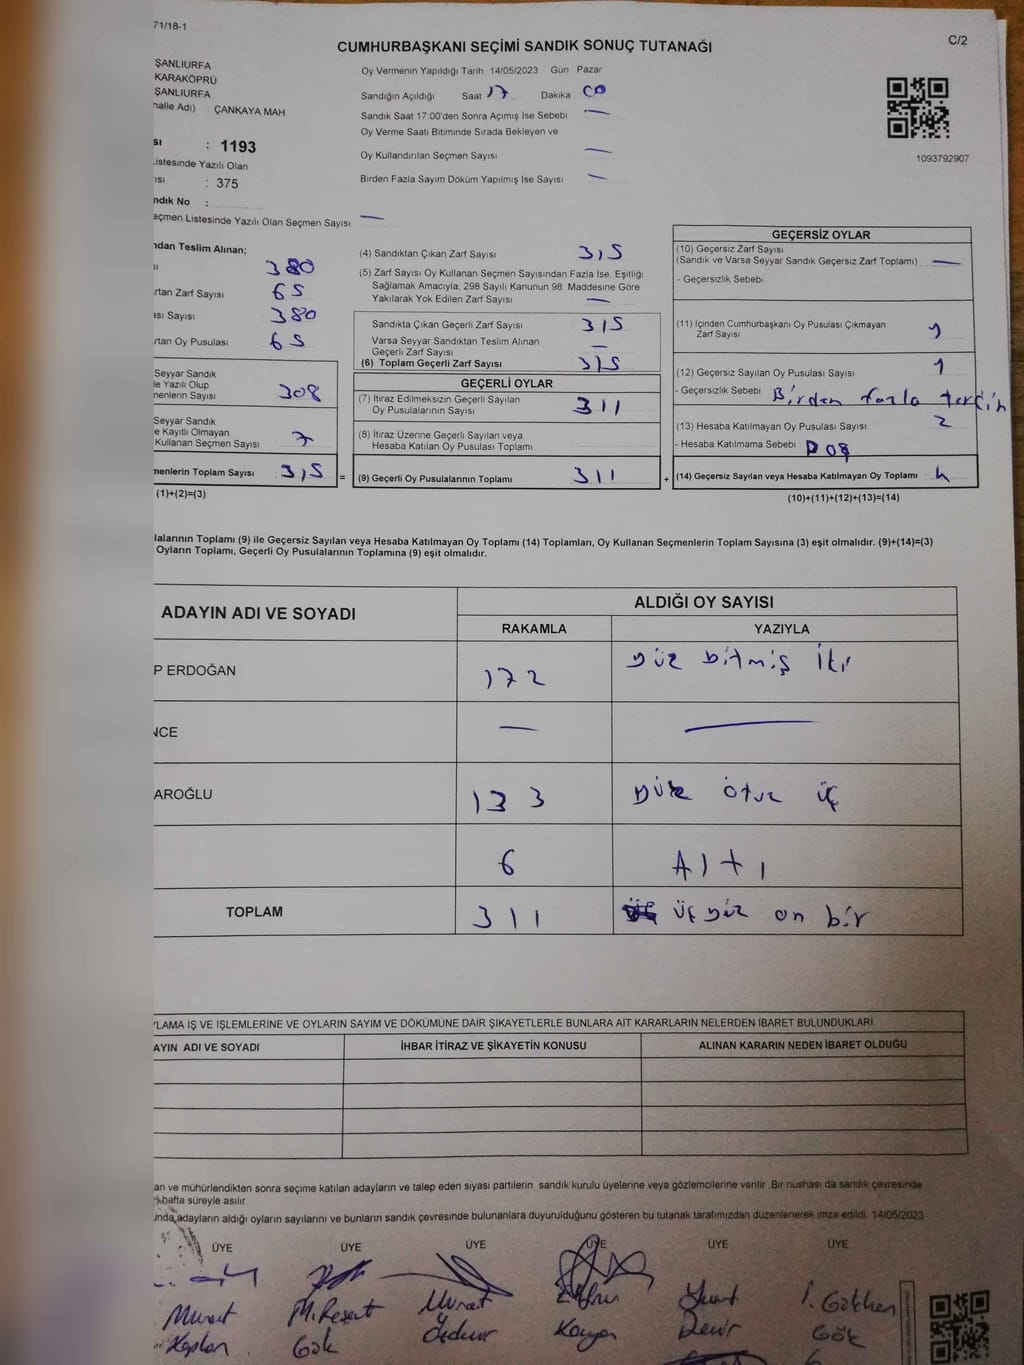 71/18-1
C/2
CUMHURBAŞKANI SEÇİMİ SANDIK SONUÇ TUTANAĞI
ŞANLIURFA
KARAKÖPRÜ
ŞANLIURFA
halle Adı) ÇANKAYA MAH.
Oy Vermenin Yapıldığı Tarih 14/05/2023 Gün Pazar
Sandığın Açıldığı Saat 17 Dakika 00
Sandık Saat 17:00'den Sonra Açımış İse Sebebi —
Oy Verme Saati Bitiminde Sırada Bekleyen ve
Oy Kullandırılan Seçmen Sayısı —
Birden Fazla Sayım Döküm Yapılmış İse Sayısı —
1093792907
sı : 1193
istesinde Yazılı Olan
ısı : 375
ndık No :
eçmen Listesinde Yazılı Olan Seçmen Sayısı —
ndan Teslim Alınan;
ı 380
rtan Zarf Sayısı 65
ısı Sayısı 380
rtan Oy Pusulası 65
Seyyar Sandık
le Yazılı Olup
nenlerin Sayısı 308
Seyyar Sandık
e Kayıtlı Olmayan
Kullanan Seçmen Sayısı 7
nenlerin Toplam Sayısı 315 =
(1)+(2)=(3)
(4) Sandıktan Çıkan Zarf Sayısı 315
(5) Zarf Sayısı Oy Kullanan Seçmen Sayısından Fazla İse, Eşitliği
Sağlamak Amacıyla, 298 Sayılı Kanunun 98. Maddesine Göre
Yakılarak Yok Edilen Zarf Sayısı —
Sandıkta Çıkan Geçerli Zarf Sayısı 315
Varsa Seyyar Sandıktan Teslim Alınan
Geçerli Zarf Sayısı —
(6) Toplam Geçerli Zarf Sayısı 315
GEÇERLİ OYLAR
(7) İtiraz Edilmeksizin Geçerli Sayılan
Oy Pusulalarının Sayısı 311
(8) İtiraz Üzerine Geçerli Sayılan veya
Hesaba Katılan Oy Pusulası Toplamı
(9) Geçerli Oy Pusulalarının Toplamı 311 +
GEÇERSİZ OYLAR
(10) Geçersiz Zarf Sayısı
(Sandık ve Varsa Seyyar Sandık Geçersiz Zarf Toplamı) —
- Geçersizlik Sebebi
(11) İçinden Cumhurbaşkanı Oy Pusulası Çıkmayan
Zarf Sayısı 1
(12) Geçersiz Sayılan Oy Pusulası Sayısı 1
- Geçersizlik Sebebi Birden fazla tercih
(13) Hesaba Katılmayan Oy Pusulası Sayısı 2
- Hesaba Katılmama Sebebi :
(14) Geçersiz Sayılan veya Hesaba Katılmayan Oy Toplamı : 4
(10)+(11)+(12)+(13)=(14)
lalarının Toplamı (9) ile Geçersiz Sayılan veya Hesaba Katılmayan Oy Toplamı (14) Toplamları, Oy Kullanan Seçmenlerin Toplam Sayısına (3) eşit olmalıdır. (9)+(14)=(3)
Oyların Toplamı, Geçerli Oy Pusulalarının Toplamına (9) eşit olmalıdır.
ADAYIN ADI VE SOYADI ALDIĞI OY SAYISI
RAKAMLA YAZIYLA
P ERDOĞAN 172 yüz yitmiş iki
NCE — —
AROĞLU 133 yüz otuz üç
6 Altı
TOPLAM 311 üç yüz on bir
YLAMA İŞ VE İŞLEMLERİNE VE OYLARIN SAYIM VE DÖKÜMÜNE DAİR ŞİKAYETLERLE BUNLARA AİT KARARLARIN NELERDEN İBARET BULUNDUKLARI
AYIN ADI VE SOYADI İHBAR İTİRAZ VE ŞİKAYETİN KONUSU ALINAN KARARIN NEDEN İBARET OLDUĞU
an ve mühürlendikten sonra seçime katılan adayların ve talep eden siyasi partilerin sandık kurulu üyelerine veya gözlemcilerine verilir. Bir nüshası da sandık çevresinde
hafta süreyle asılır.
ında adayların aldığı oyların sayılarını ve bunların sandık çevresinde bulunanlara duyurulduğunu gösteren bu tutanak tarafımızdan düzenlenerek imza edildi. 14/05/2023
ÜYE ÜYE ÜYE ÜYE ÜYE ÜYE
Murat M. Reşat Murat İ. Gökhan
Kaplan Gök Demir Gök